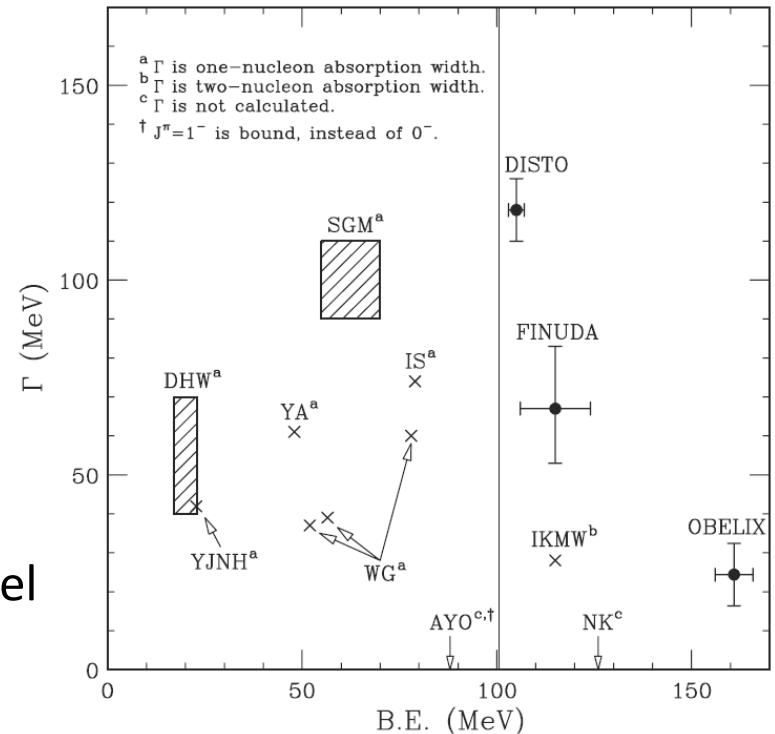 a Γ is one-nucleon absorption width.
b Γ is two-nucleon absorption width.
c Γ is not calculated.
† Jπ=1− is bound, instead of 0−.
150
DISTO
SGMa
100
Γ (MeV)
FINUDA
ISa
DHWa
YAa
50
OBELIX
IKMWb
YJNHa
WGa
el
AYOc,†
NKc
0
0
50
100
150
B.E. (MeV)